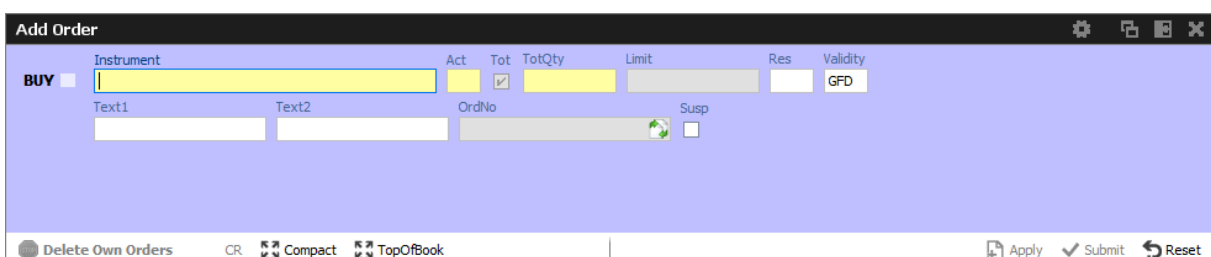 Add Order
Instrument Act Tot TotQty Limit Res Validity
BUY GFD
Text1 Text2 OrdNo Susp
Delete Own Orders CR Compact TopOfBook Apply Submit Reset